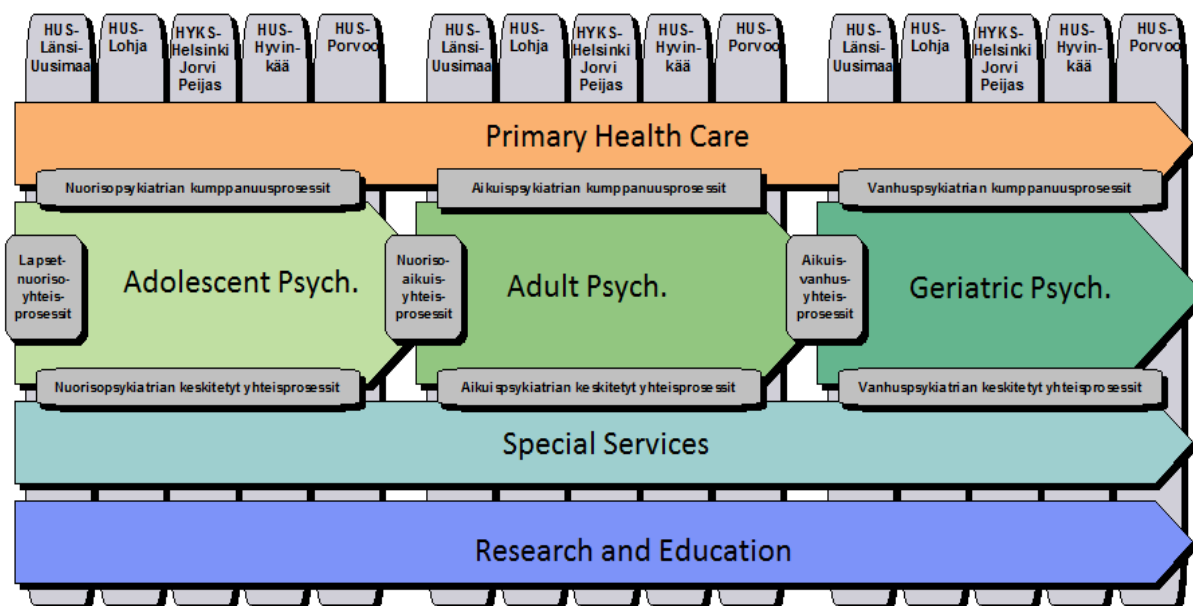 HUS-
Länsi-
Uusimaa
HUS-
Lohja
HYKS-
Helsinki
Jorvi
Peijas
HUS-
Hyvin-
kää
HUS-
Porvoo
HUS-
Länsi-
Uusimaa
HUS-
Lohja
HYKS-
Helsinki
Jorvi
Peijas
HUS-
Hyvin-
kää
HUS-
Porvoo
HUS-
Länsi-
Uusimaa
HUS-
Lohja
HYKS-
Helsinki
Jorvi
Peijas
HUS-
Hyvin-
kää
HUS-
Porvoo
Primary Health Care
Nuorisopsykiatrian kumppanuusprosessit
Aikuispsykiatrian kumppanuusprosessit
Vanhuspsykiatrian kumppanuusprosessit
Lapset-
nuoriso-
yhteis-
prosessit
Adolescent Psych.
Nuoriso-
aikuis-
yhteis-
prosessit
Adult Psych.
Aikuis-
vanhus-
yhteis-
prosessit
Geriatric Psych.
Nuorisopsykiatrian keskitetyt yhteisprosessit
Aikuispsykiatrian keskitetyt yhteisprosessit
Vanhuspsykiatrian keskitetyt yhteisprosessit
Special Services
Research and Education